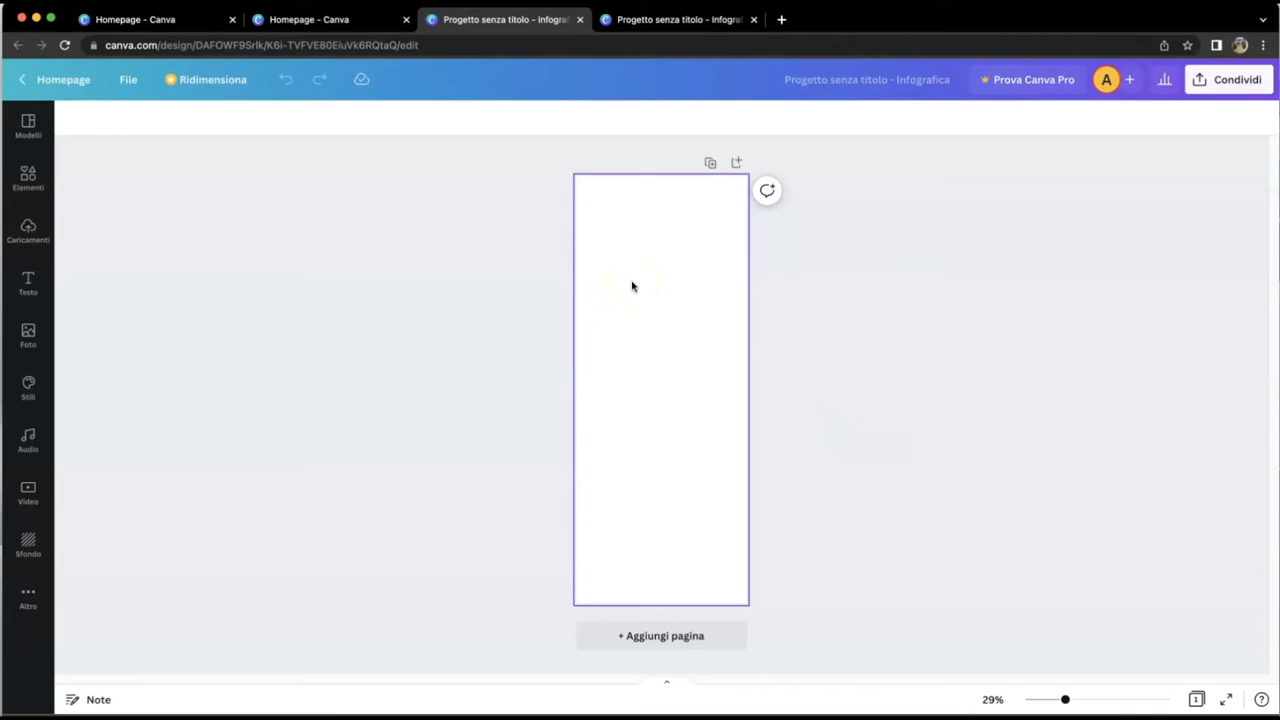 Homepage - Canva
Homepage - Canva
Progetto senza titolo - Infogra
Progetto senza titolo - Infograf
canva.com/design/DAFOWF9Srlk/K6i-TVFVE80EiuVk6RQtaQ/edit
Homepage
File
Ridimensiona
Progetto senza titolo - Infografica
Prova Canva Pro
A
+
Condividi
Modelli
Elementi
Caricamenti
Testo
Foto
Stili
Audio
Video
Sfondo
Altro
+ Aggiungi pagina
Note
29%
1
?